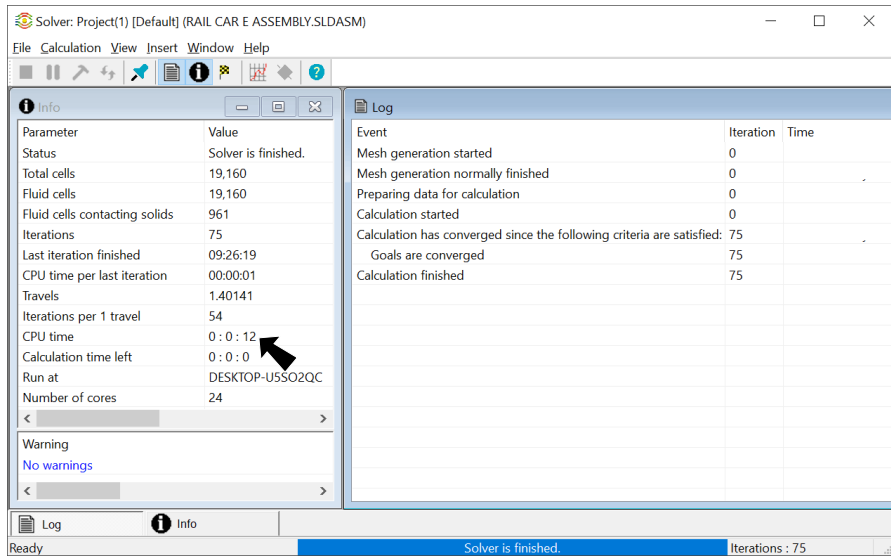 Solver: Project(1) [Default] (RAIL CAR E ASSEMBLY.SLDASM)
File Calculation View Insert Window Help
Info
Parameter Value
Status Solver is finished.
Total cells 19,160
Fluid cells 19,160
Fluid cells contacting solids 961
Iterations 75
Last iteration finished 09:26:19
CPU time per last iteration 00:00:01
Travels 1.40141
Iterations per 1 travel 54
CPU time 0 : 0 : 12
Calculation time left 0 : 0 : 0
Run at DESKTOP-U5SO2QC
Number of cores 24
Warning
No warnings
Log
Event Iteration Time
Mesh generation started 0
Mesh generation normally finished 0
Preparing data for calculation 0
Calculation started 0
Calculation has converged since the following criteria are satisfied: 75
Goals are converged 75
Calculation finished 75
Log Info
Ready Solver is finished. Iterations : 75